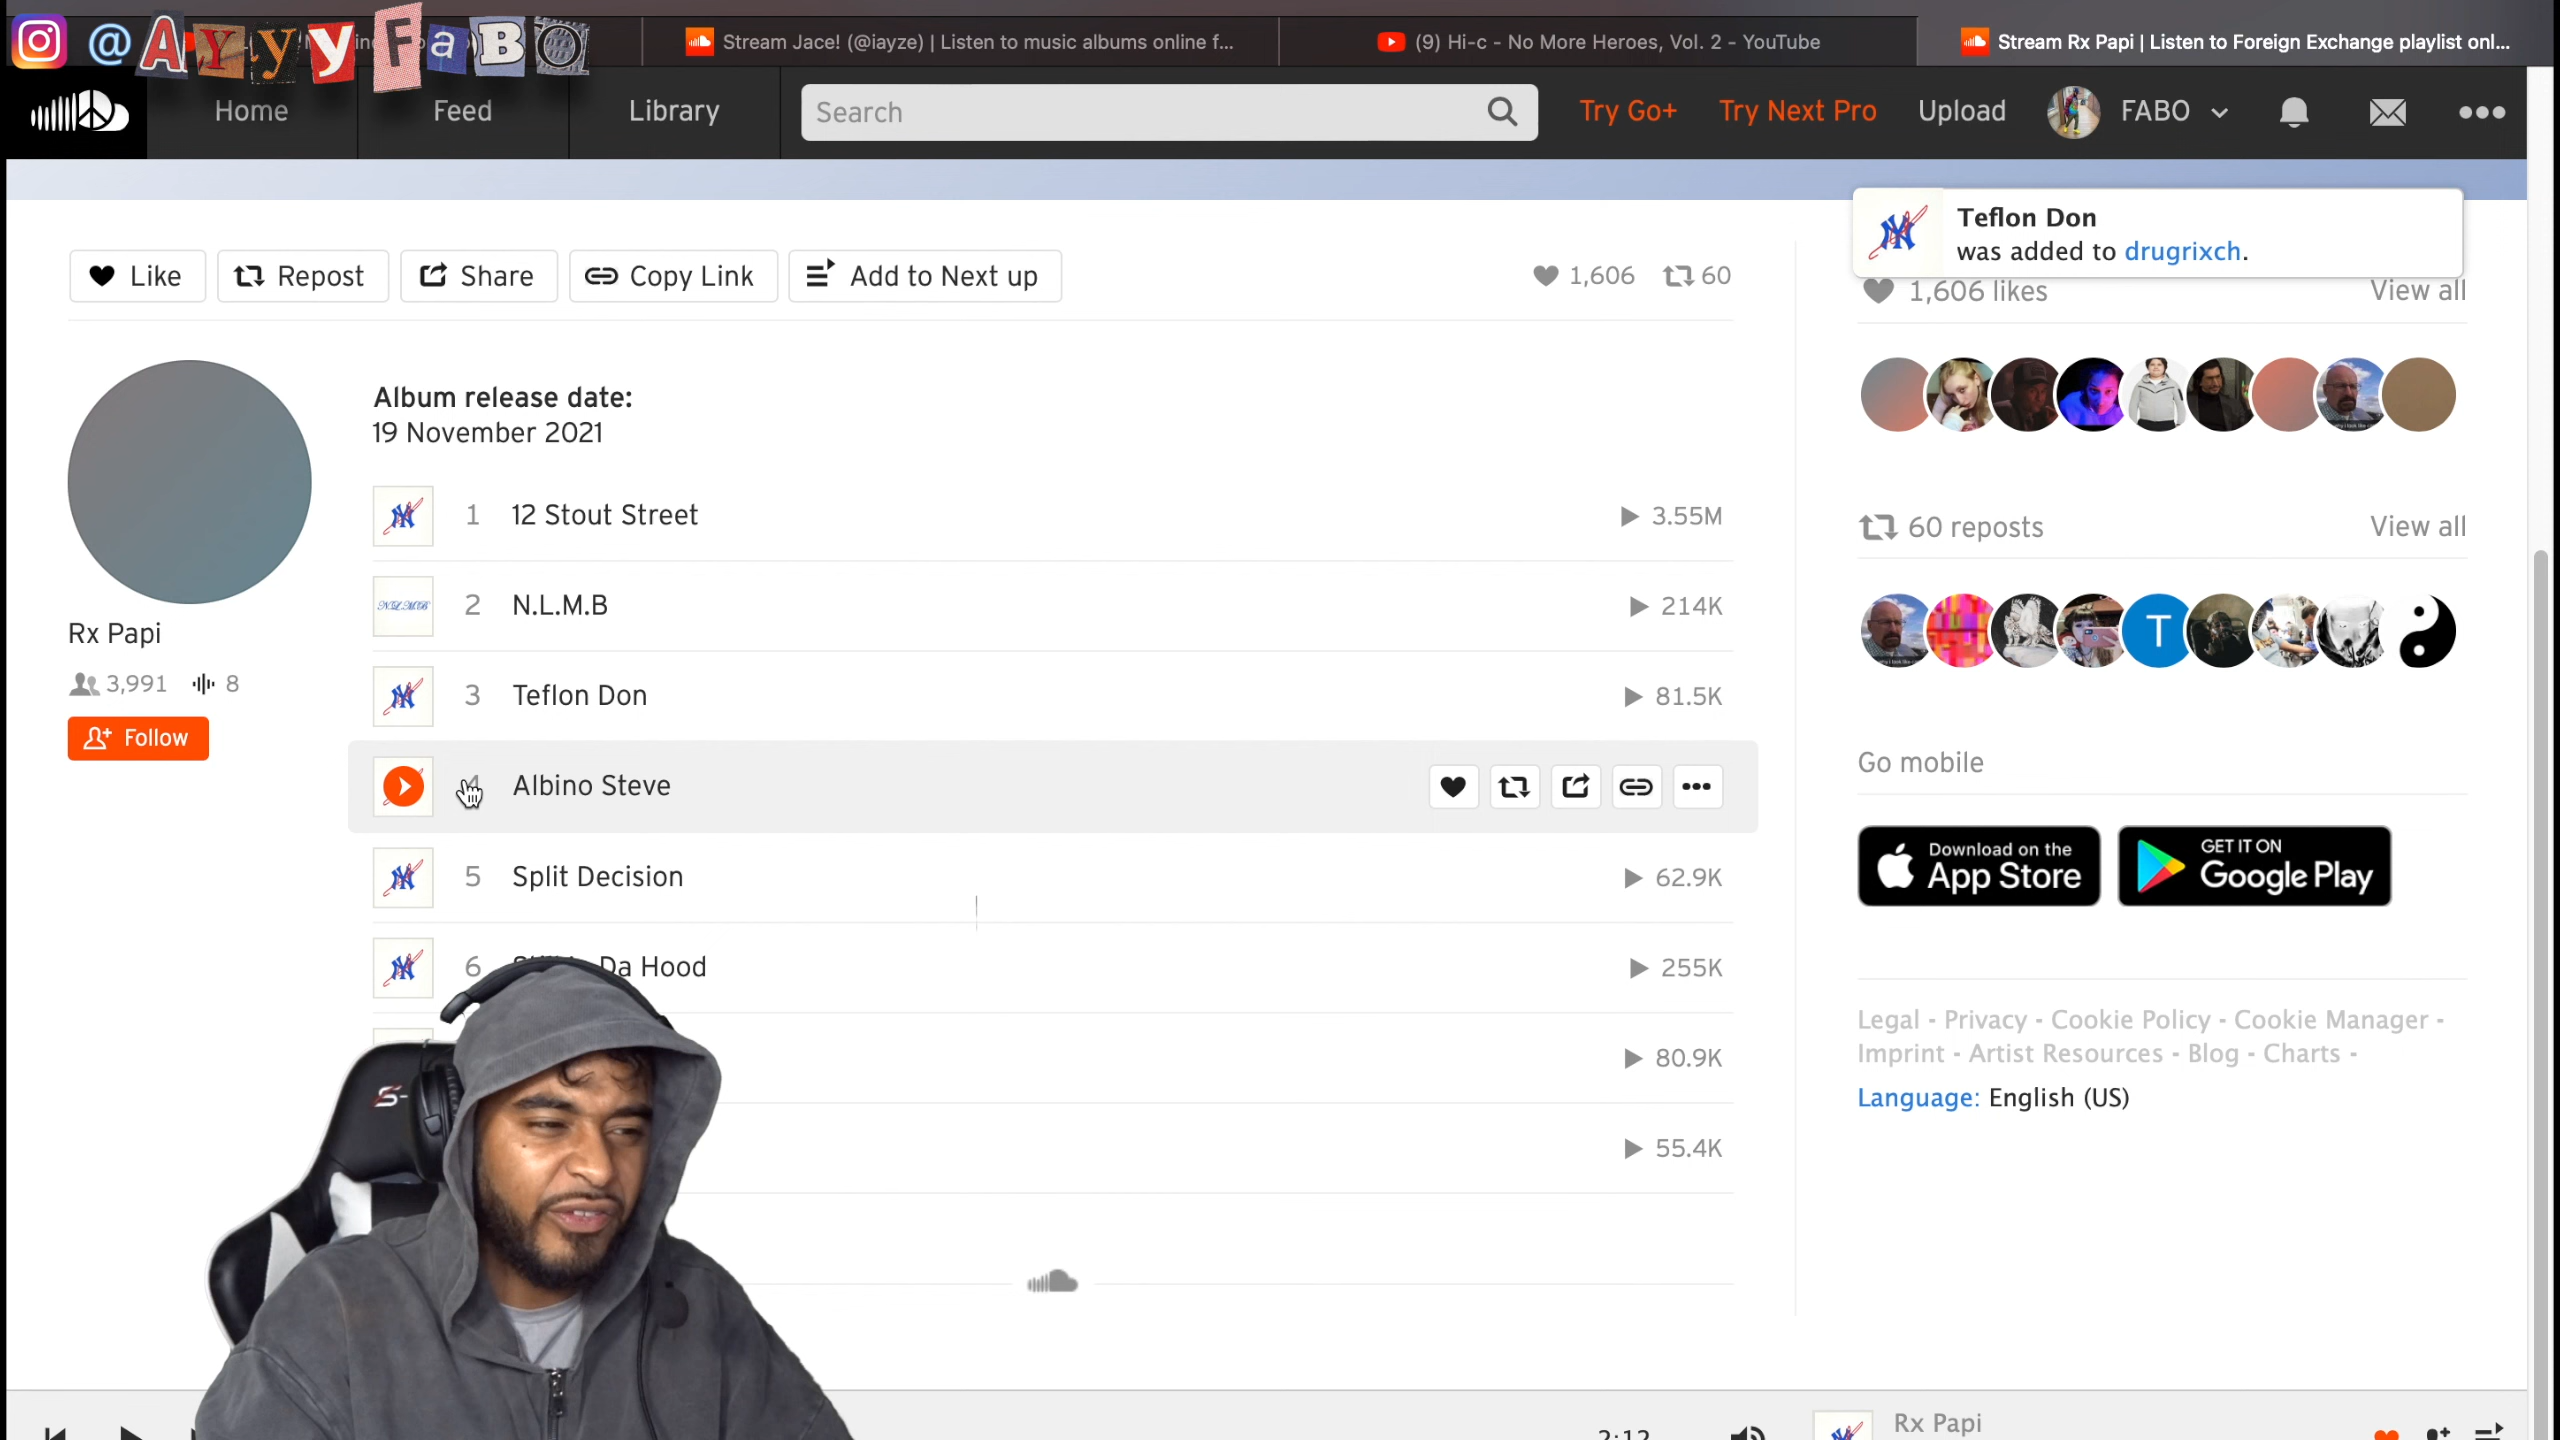 @AYyyFaBO
Stream Jace! (@iayze) | Listen to music albums online f...
(9) Hi-c - No More Heroes, Vol. 2 - YouTube
Stream Rx Papi | Listen to Foreign Exchange playlist onl...
Home
Feed
Library
Search
Try Go+
Try Next Pro
Upload
FABO
Teflon Don
was added to drugrixch.
Like
Repost
Share
Copy Link
Add to Next up
1,606
60
1,606 likes
View all
Album release date:
19 November 2021
1 12 Stout Street 3.55M
N.L.M.B
2 N.L.M.B 214K
60 reposts
View all
T
Rx Papi
3,991 8
Follow
3 Teflon Don 81.5K
4 Albino Steve
5 Split Decision 62.9K
6 Da Hood 255K
80.9K
55.4K
Go mobile
Download on the
App Store
GET IT ON
Google Play
Legal - Privacy - Cookie Policy - Cookie Manager -
Imprint - Artist Resources - Blog - Charts -
Language: English (US)
2:12
Rx Papi